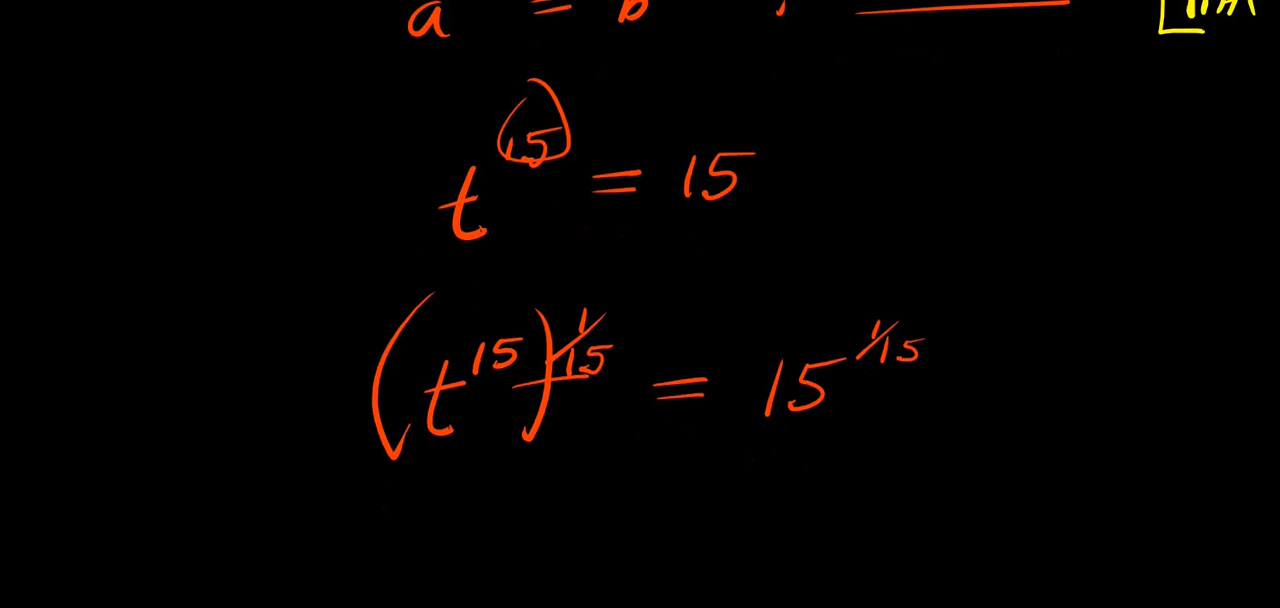 a = b
t^15 = 15
(t^15)^1/15 = 15^1/15